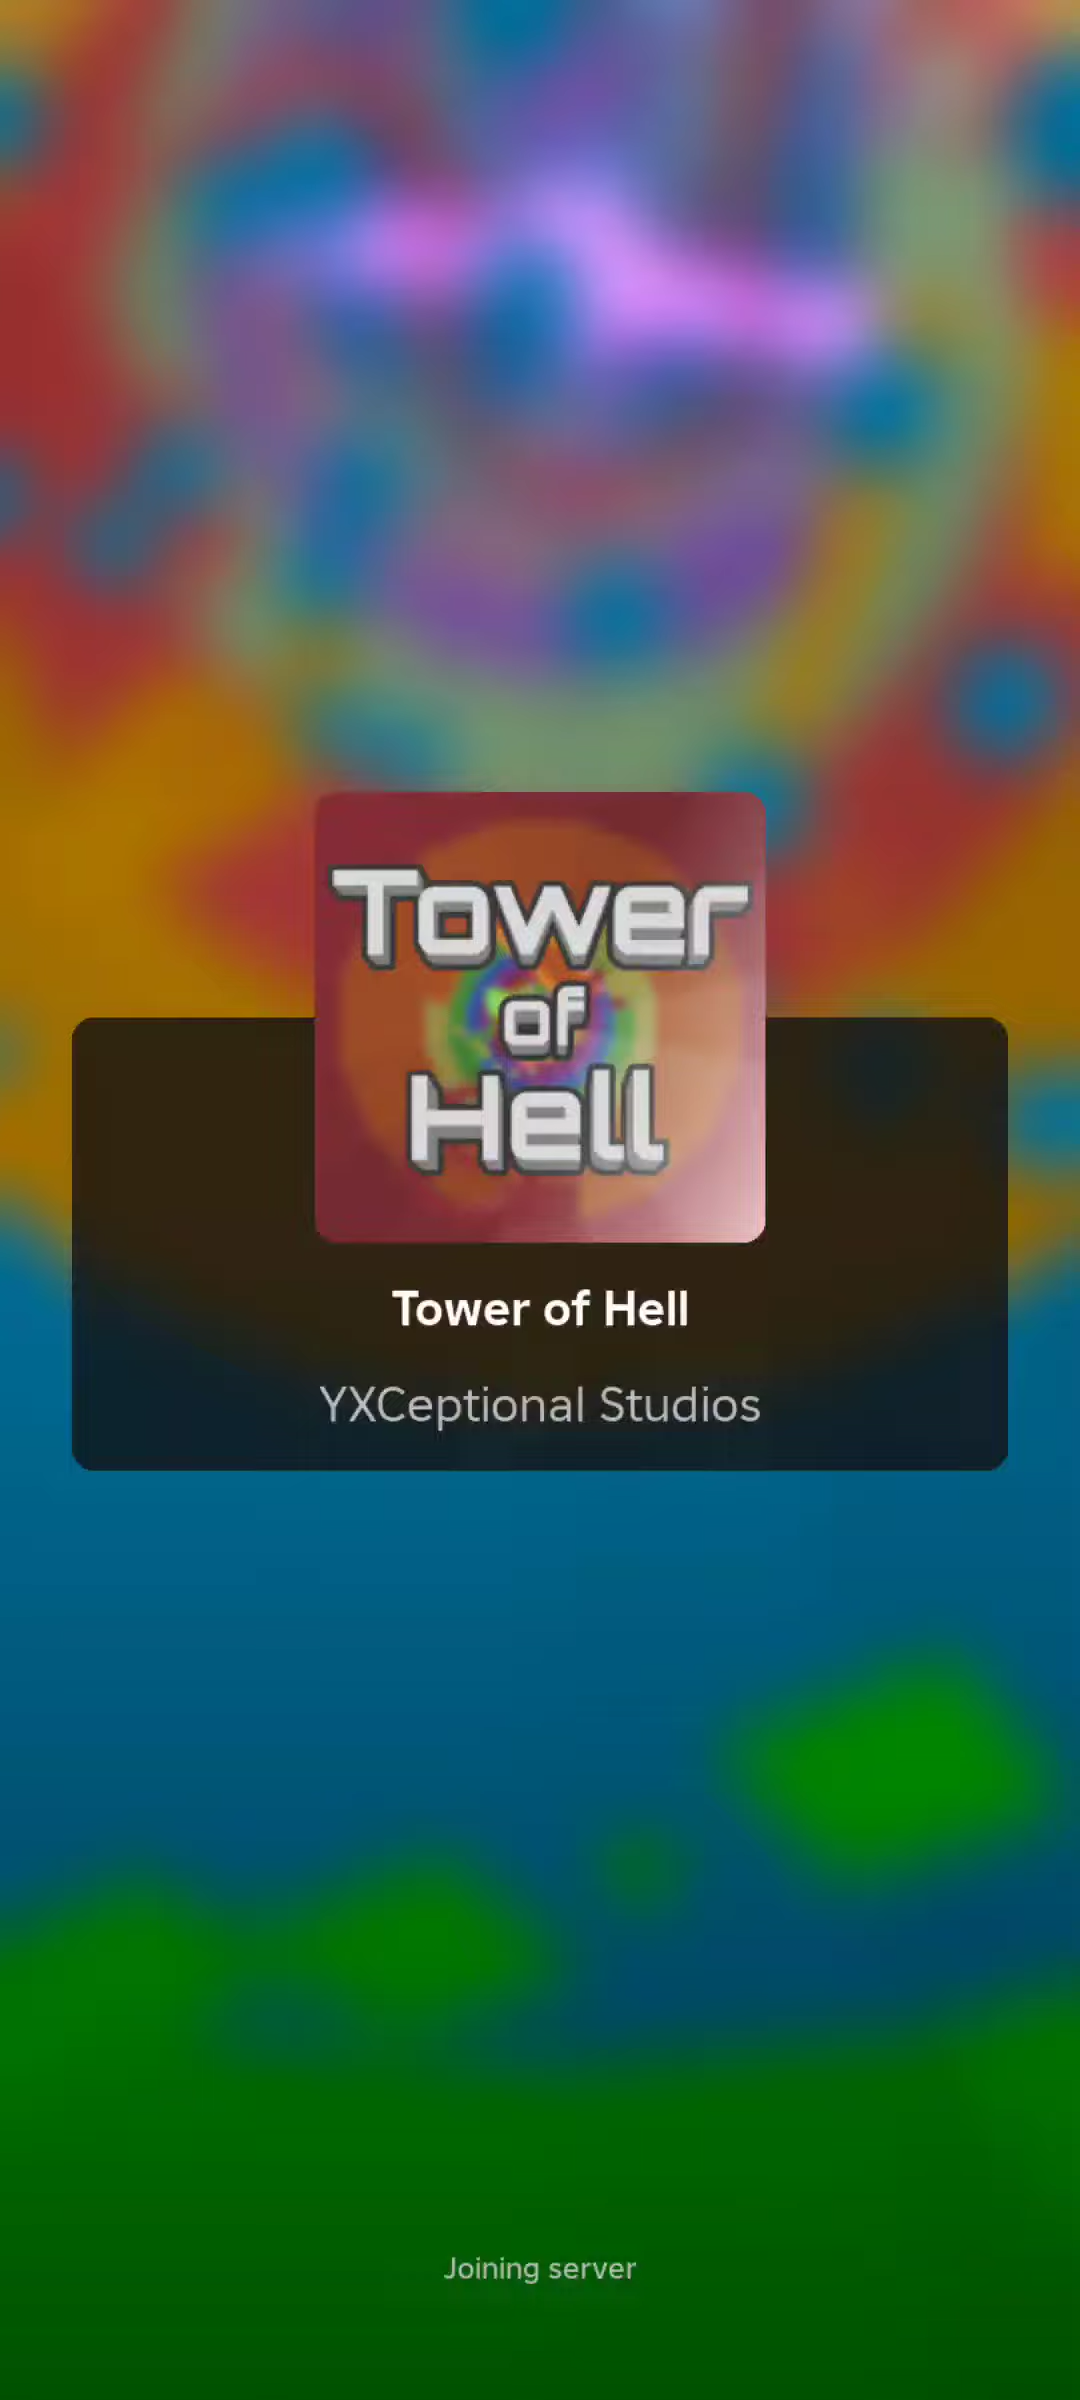 Tower
of
Hell
Tower of Hell
YXCeptional Studios
Joining server